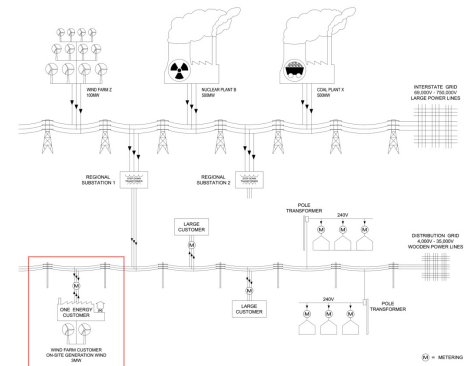 WIND FARM Z
100MW
NUCLEAR PLANT B
500MW
COAL PLANT X
500MW
INTERSTATE GRID
69,000V - 750,000V
LARGE POWER LINES
REGIONAL
SUBSTATION 1
REGIONAL
SUBSTATION 2
LARGE
CUSTOMER
M
POLE
TRANSFORMER
240V
M
M
M
DISTRIBUTION GRID
4,000V - 35,000V
WOODEN POWER LINES
M
ONE ENERGY
CUSTOMER
WIND FARM CUSTOMER
ON-SITE GENERATION WIND
3MW
M
LARGE
CUSTOMER
240V
M
M
M
POLE
TRANSFORMER
M = METERING